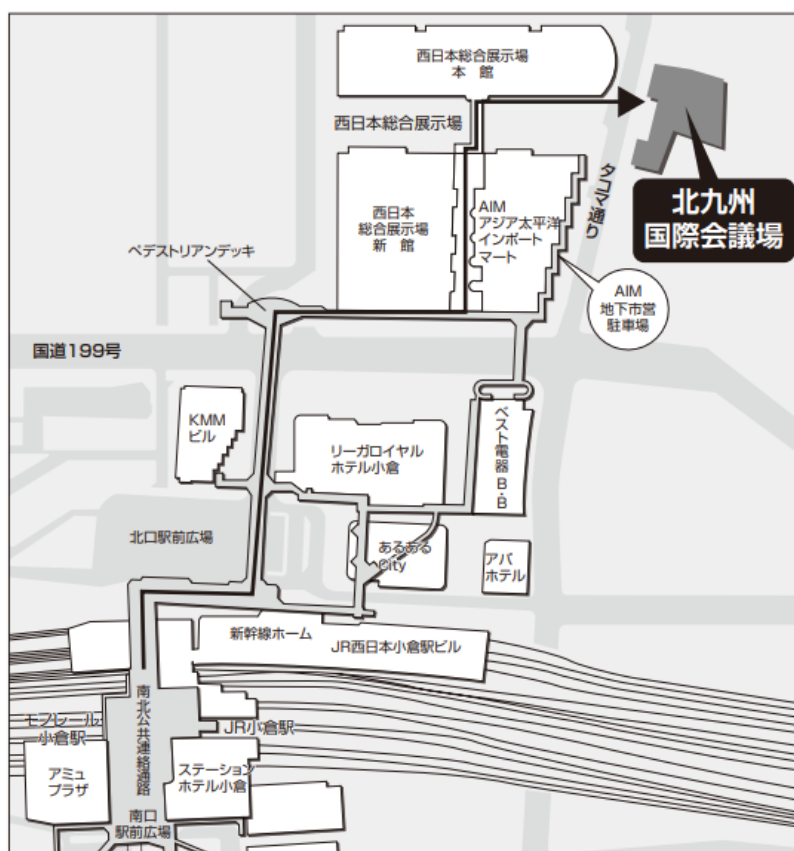 西日本総合展示場
本　館
西日本総合展示場
北九州
国際会議場
タコマ通り
西日本
総合展示場
新　館
AIM
アジア太平洋
インポート
マート
ペデストリアンデッキ
AIM
地下市営
駐車場
国道199号
KMM
ビル
リーガロイヤル
ホテル小倉
ベスト電器B・B
北口駅前広場
あるある
City
アパ
ホテル
新幹線ホーム
JR西日本小倉駅ビル
南北公共連絡通路
モノレール
小倉駅
JR小倉駅
アミュ
プラザ
ステーション
ホテル小倉
南口
駅前広場